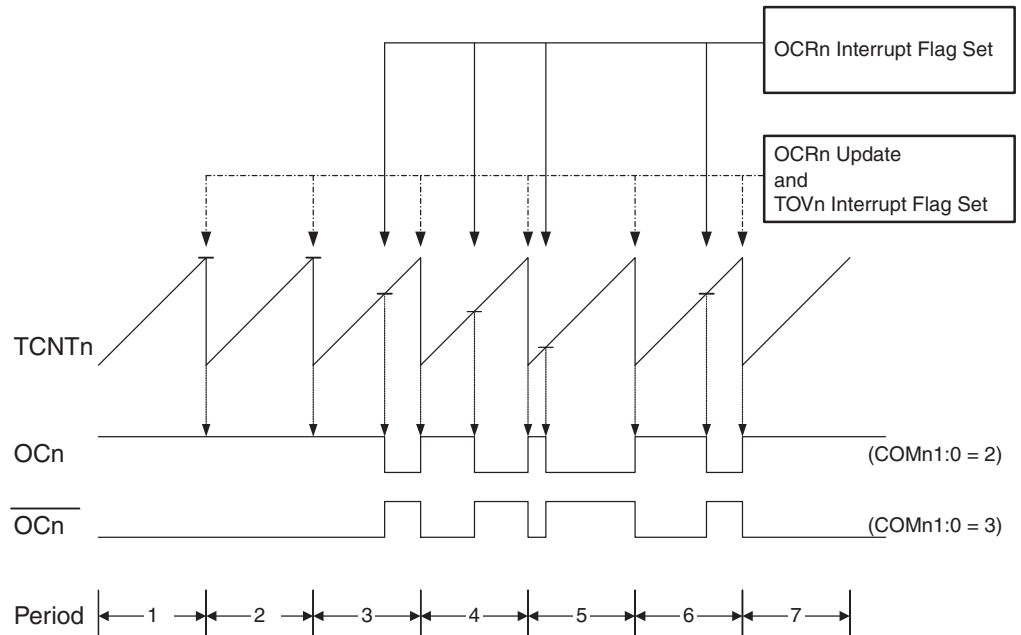 OCRn Interrupt Flag Set
OCRn Update
and
TOVn Interrupt Flag Set
TCNTn
OCn
(COMn1:0 = 2)
OCn
(COMn1:0 = 3)
Period 1 2 3 4 5 6 7